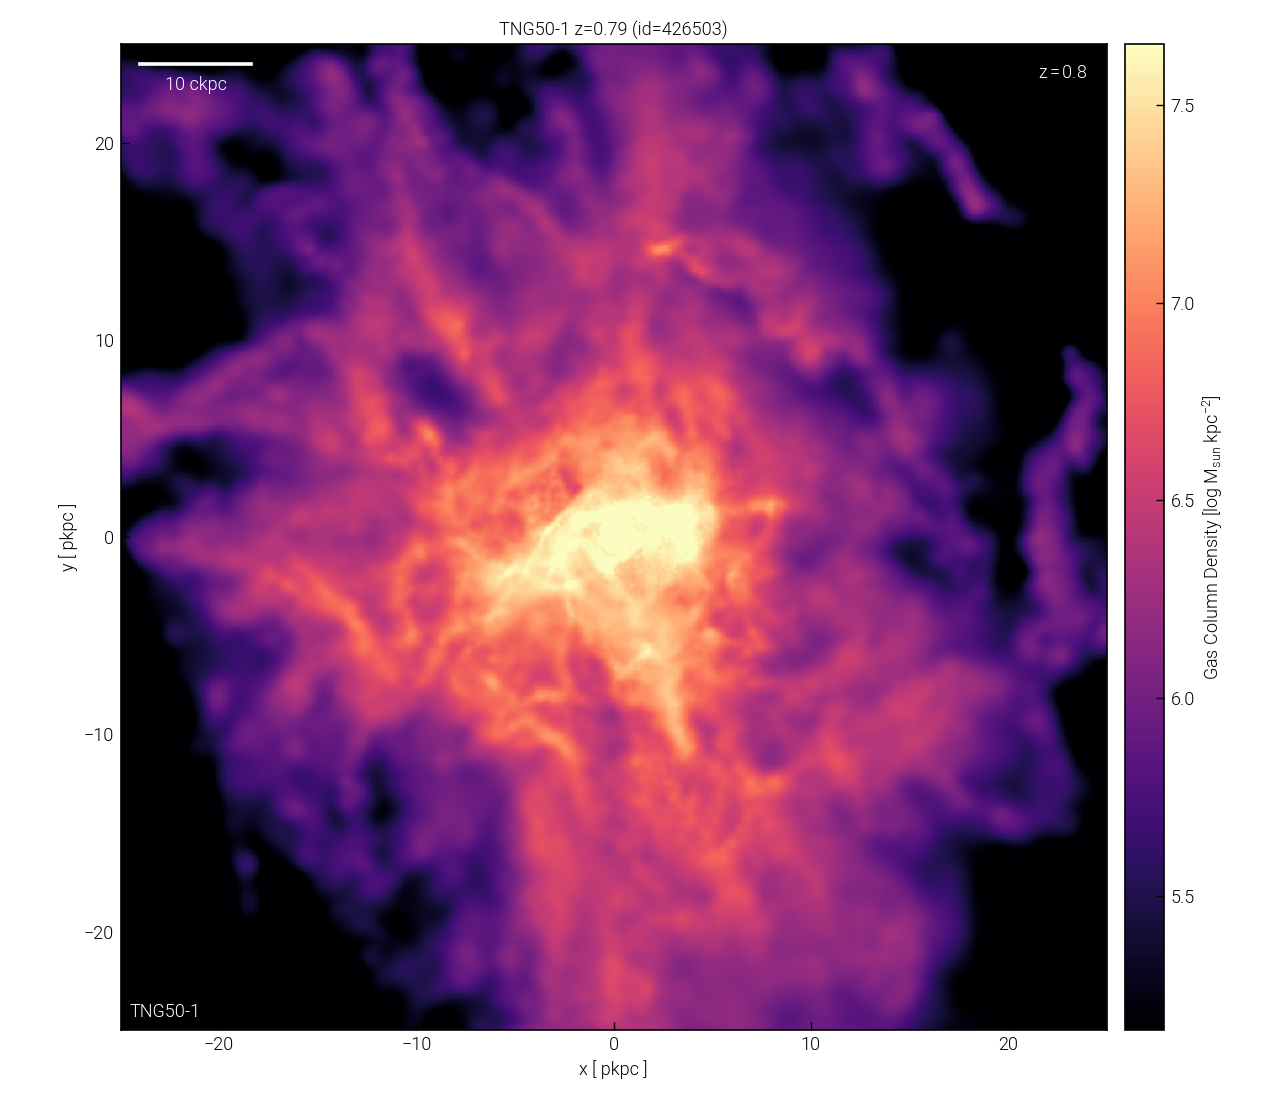 TNG50-1 z=0.79 (id=426503)
10 ckpc
z = 0.8
TNG50-1
20
10
0
−10
−20
y [ pkpc ]
−20
−10
0
10
20
x [ pkpc ]
7.5
7.0
6.5
6.0
5.5
Gas Column Density [log M_sun kpc^−2]